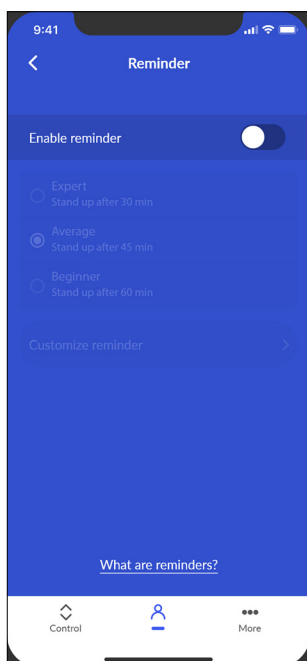 9:41
Reminder
Enable reminder
Expert
Stand up after 30 min
Average
Stand up after 45 min
Beginner
Stand up after 60 min
Customize reminder
What are reminders?
Control
More